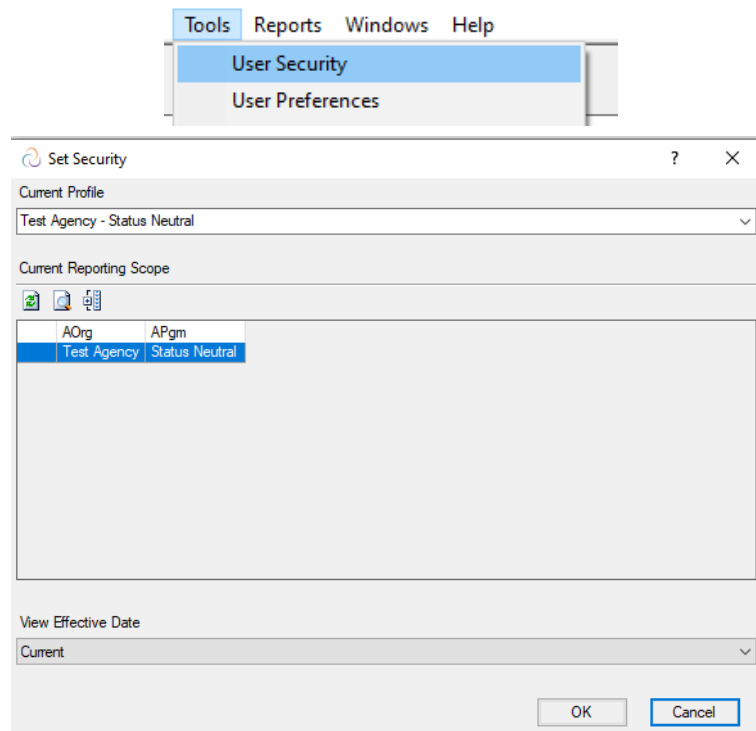 Tools Reports Windows Help
User Security
User Preferences
Set Security ?
Current Profile
Test Agency - Status Neutral
Current Reporting Scope
AOrg APgm
Test Agency Status Neutral
View Effective Date
Current
OK Cancel